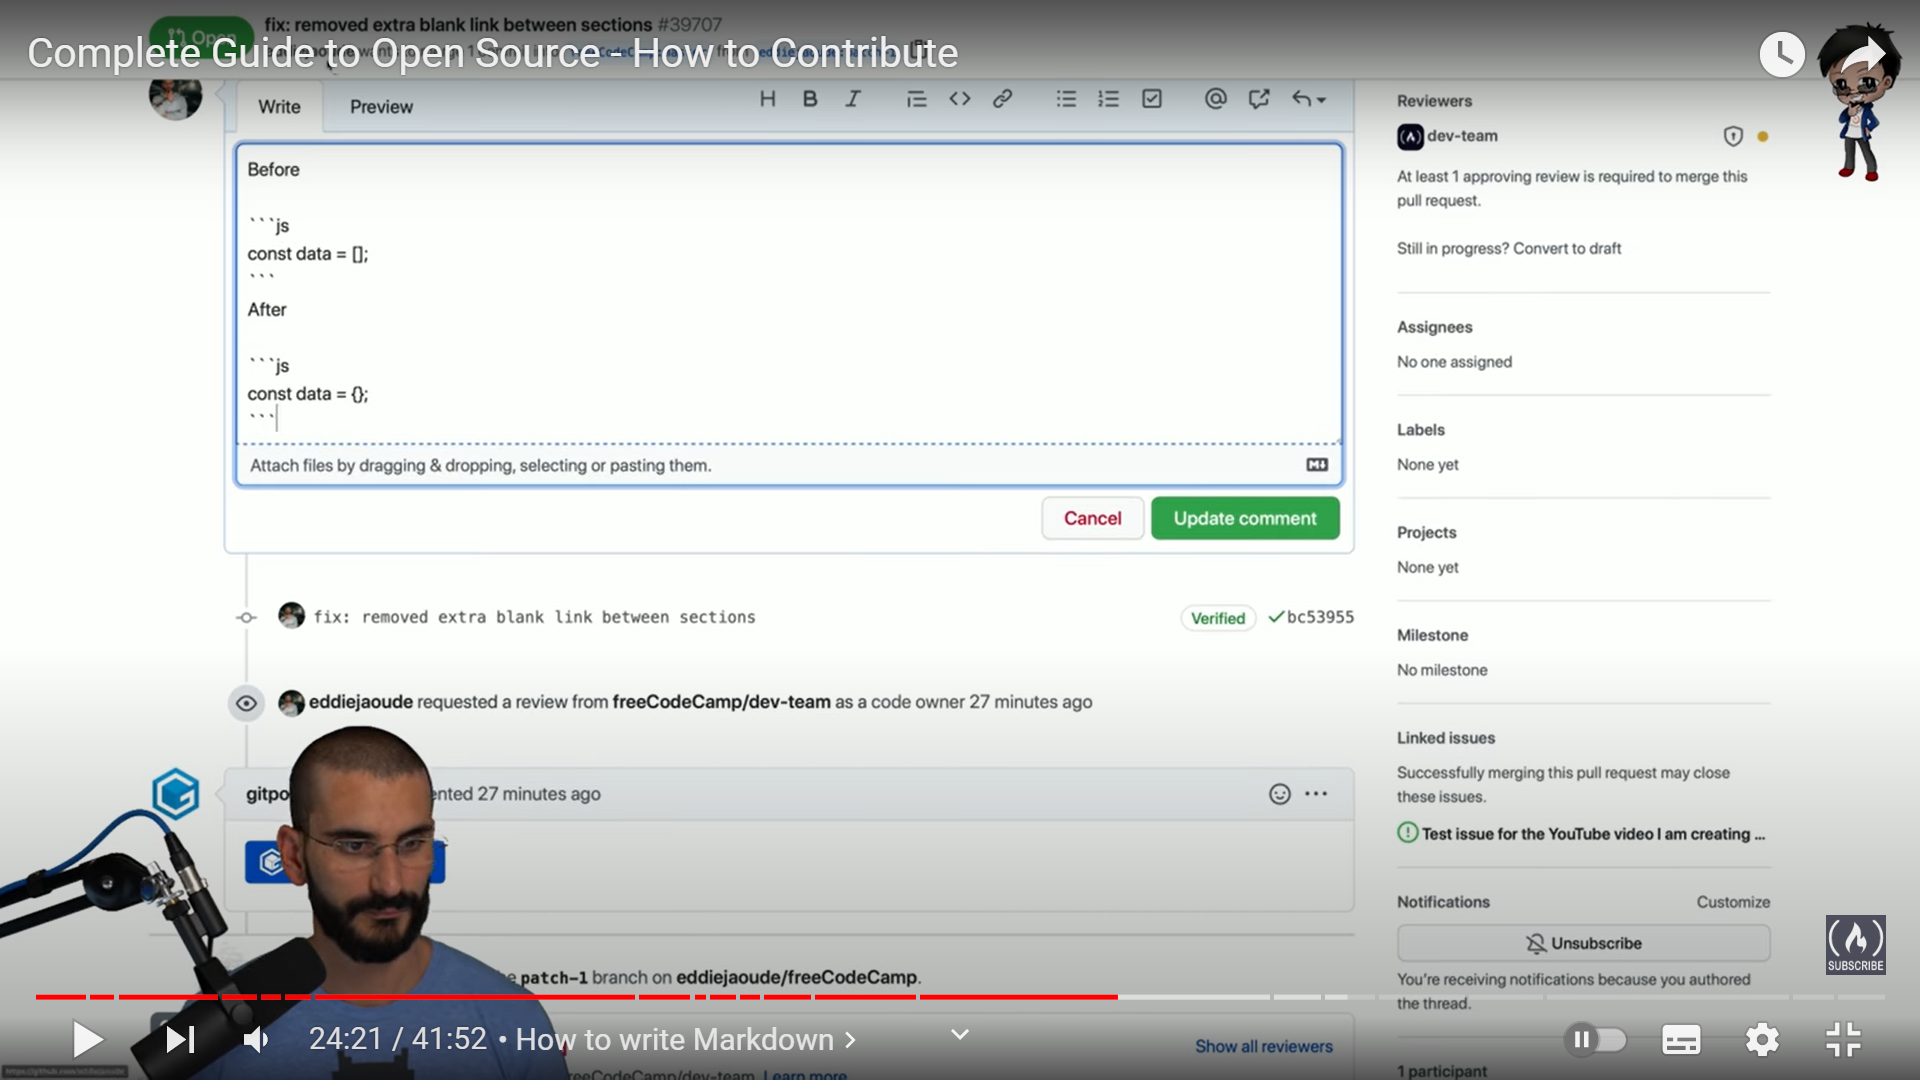 fix: removed extra blank link between sections #39707
Open
Complete Guide to Open Source - How to Contribute
Write
Preview
Before
```js
const data = [];
```
After
```js
const data = {};
```
Attach files by dragging & dropping, selecting or pasting them.
Cancel
Update comment
fix: removed extra blank link between sections
Verified
bc53955
eddiejaoude requested a review from freeCodeCamp/dev-team as a code owner 27 minutes ago
gitpo
ented 27 minutes ago
patch-1 branch on eddiejaoude/freeCodeCamp.
24:21 / 41:52 • How to write Markdown
Show all reviewers
reeCodeCamp/dev-team. Learn more
Reviewers
dev-team
At least 1 approving review is required to merge this
pull request.
Still in progress? Convert to draft
Assignees
No one assigned
Labels
None yet
Projects
None yet
Milestone
No milestone
Linked issues
Successfully merging this pull request may close
these issues.
Test issue for the YouTube video I am creating ...
Notifications
Customize
Unsubscribe
You're receiving notifications because you authored
the thread.
1 participant
SUBSCRIBE